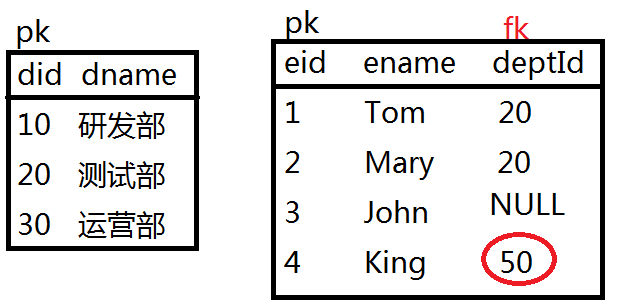 pk
did dname
10 研发部
20 测试部
30 运营部
pk fk
eid ename deptId
1 Tom 20
2 Mary 20
3 John NULL
4 King 50